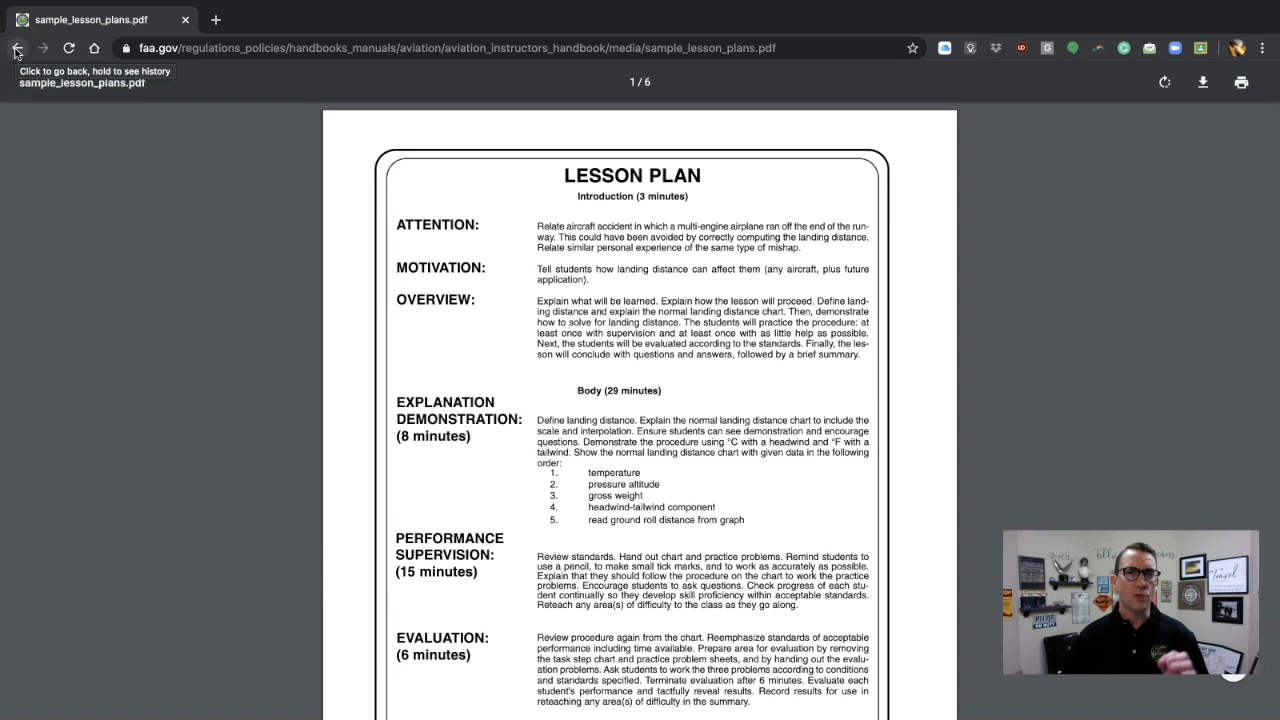 sample_lesson_plans.pdf
faa.gov/regulations_policies/handbooks_manuals/aviation/aviation_instructors_handbook/media/sample_lesson_plans.pdf
Click to go back, hold to see history
sample_lesson_plans.pdf
1 / 6
LESSON PLAN
Introduction (3 minutes)
ATTENTION:
Relate aircraft accident in which a multi-engine airplane ran off the end of the run-
way. This could have been avoided by correctly computing the landing distance.
Relate similar personal experience of the same type of mishap.
MOTIVATION:
Tell students how landing distance can affect them (any aircraft, plus future
application).
OVERVIEW:
Explain what will be learned. Explain how the lesson will proceed. Define land-
ing distance and explain the normal landing distance chart. Then, demonstrate
how to solve for landing distance. The students will practice the procedure: at
least once with supervision and at least once with as little help as possible.
Next, the students will be evaluated according to the standards. Finally, the les-
son will conclude with questions and answers, followed by a brief summary.
Body (29 minutes)
EXPLANATION
DEMONSTRATION:
(8 minutes)
Define landing distance. Explain the normal landing distance chart to include the
scale and interpolation. Ensure students can see demonstration and encourage
questions. Demonstrate the procedure using °C with a headwind and °F with a
tailwind. Show the normal landing distance chart with given data in the following
order:
1. temperature
2. pressure altitude
3. gross weight
4. headwind-tailwind component
5. read ground roll distance from graph
PERFORMANCE
SUPERVISION:
(15 minutes)
Review standards. Hand out chart and practice problems. Remind students to
use a pencil, to make small tick marks, and to work as accurately as possible.
Explain that they should follow the procedure on the chart to work the practice
problems. Encourage students to ask questions. Check progress of each stu-
dent continually so they develop skill proficiency within acceptable standards.
Reteach any area(s) of difficulty to the class as they go along.
EVALUATION:
(6 minutes)
Review procedure again from the chart. Reemphasize standards of acceptable
performance including time available. Prepare area for evaluation by removing
the task step chart and practice problem sheets, and by handing out the evalu-
ation problems. Ask students to work the three problems according to conditions
and standards specified. Terminate evaluation after 6 minutes. Evaluate each
student's performance and tactfully reveal results. Record results for use in
reteaching any area(s) of difficulty in the summary.
Travel